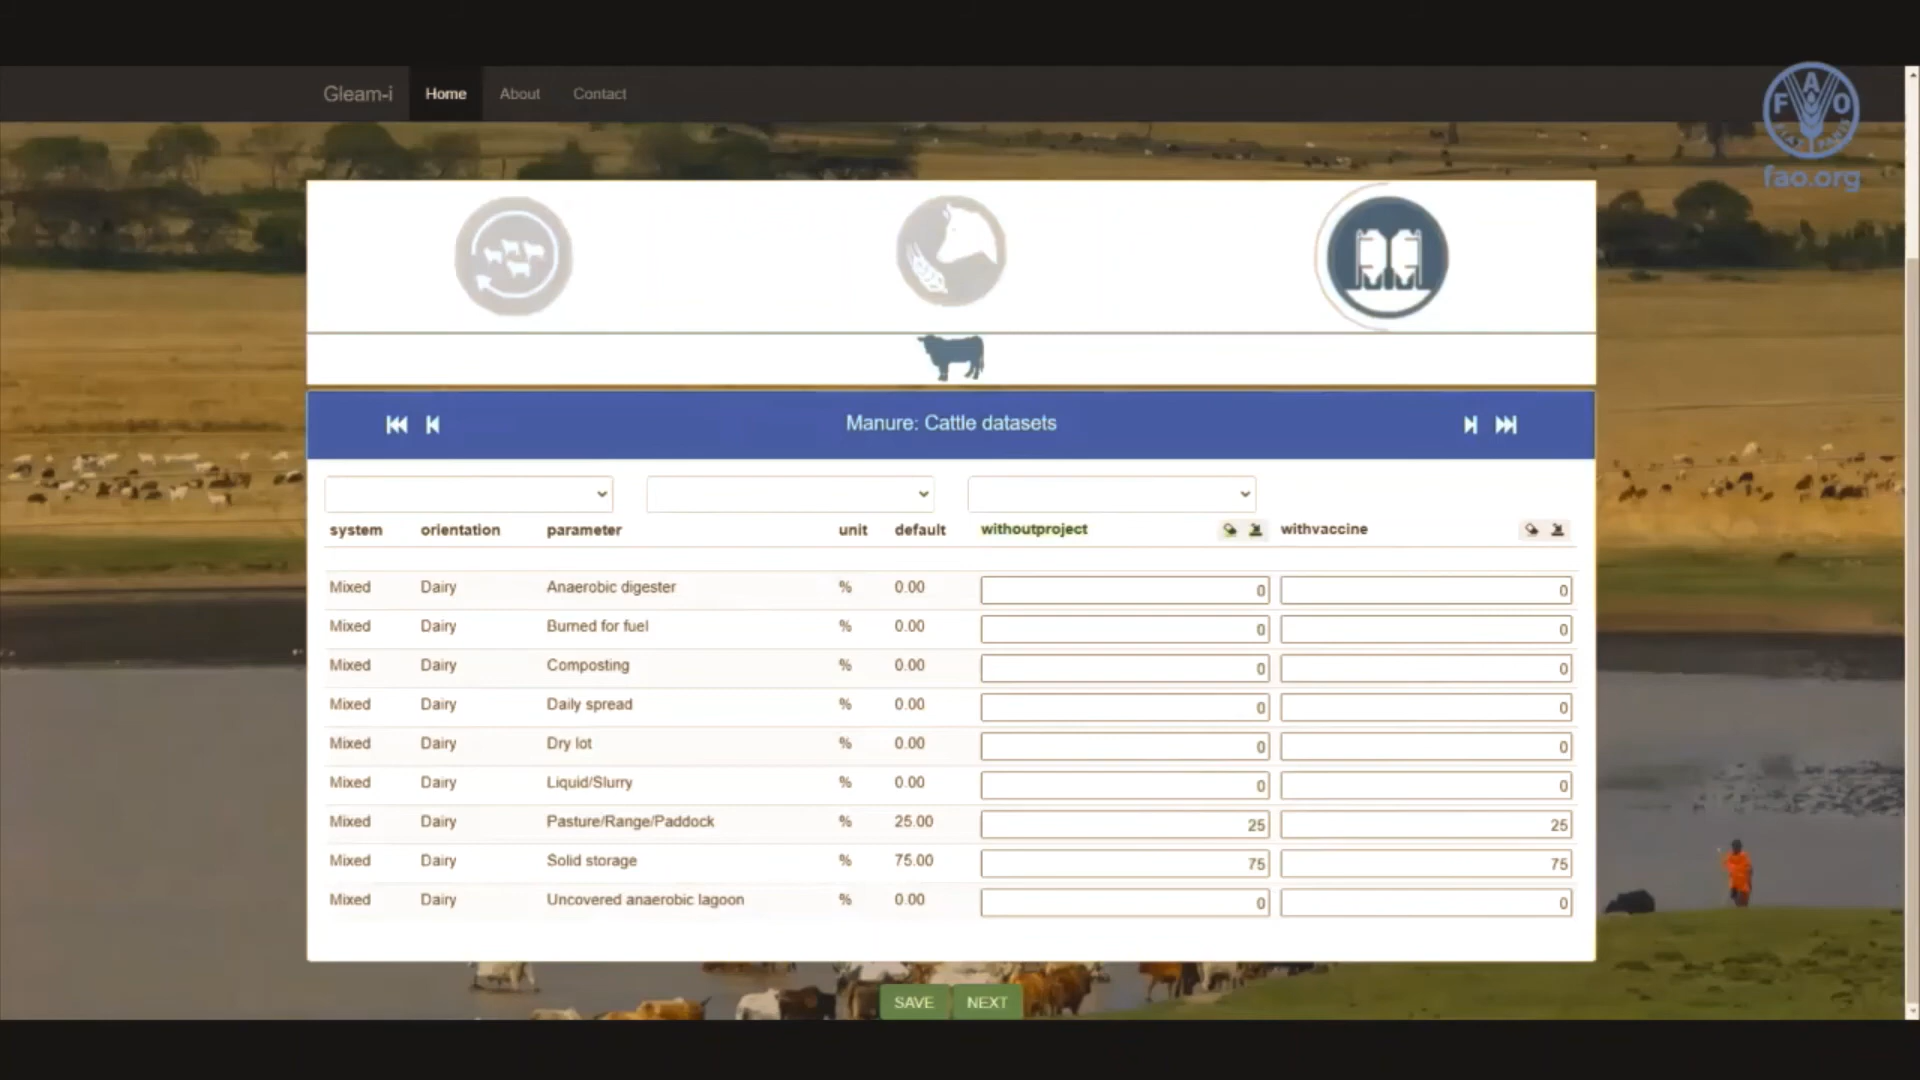 Gleam-i Home About Contact
FAO
FIAT PANIS
fao.org
Manure: Cattle datasets
system orientation parameter unit default withoutproject withvaccine
Mixed Dairy Anaerobic digester % 0.00 0 0
Mixed Dairy Burned for fuel % 0.00 0 0
Mixed Dairy Composting % 0.00 0 0
Mixed Dairy Daily spread % 0.00 0 0
Mixed Dairy Dry lot % 0.00 0 0
Mixed Dairy Liquid/Slurry % 0.00 0 0
Mixed Dairy Pasture/Range/Paddock % 25.00 25 25
Mixed Dairy Solid storage % 75.00 75 75
Mixed Dairy Uncovered anaerobic lagoon % 0.00 0 0
SAVE NEXT